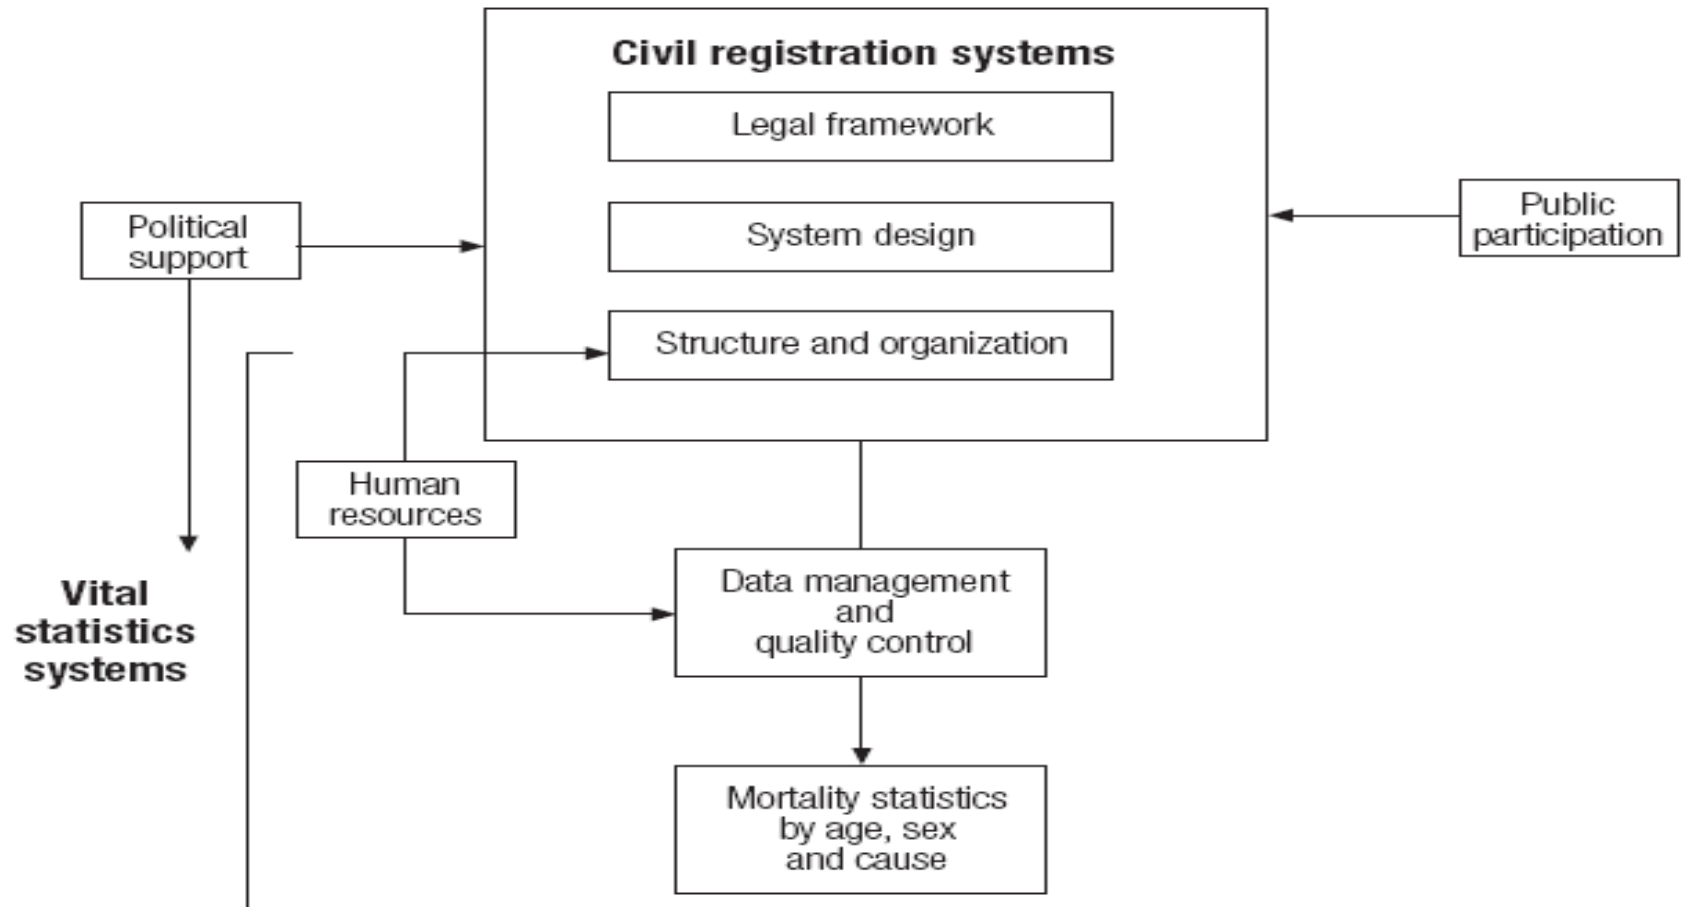 Civil registration systems
Legal framework
Political
support
System design
Public
participation
Structure and organization
Human
resources
Vital
statistics
systems
Data management
and
quality control
Mortality statistics
by age, sex
and cause